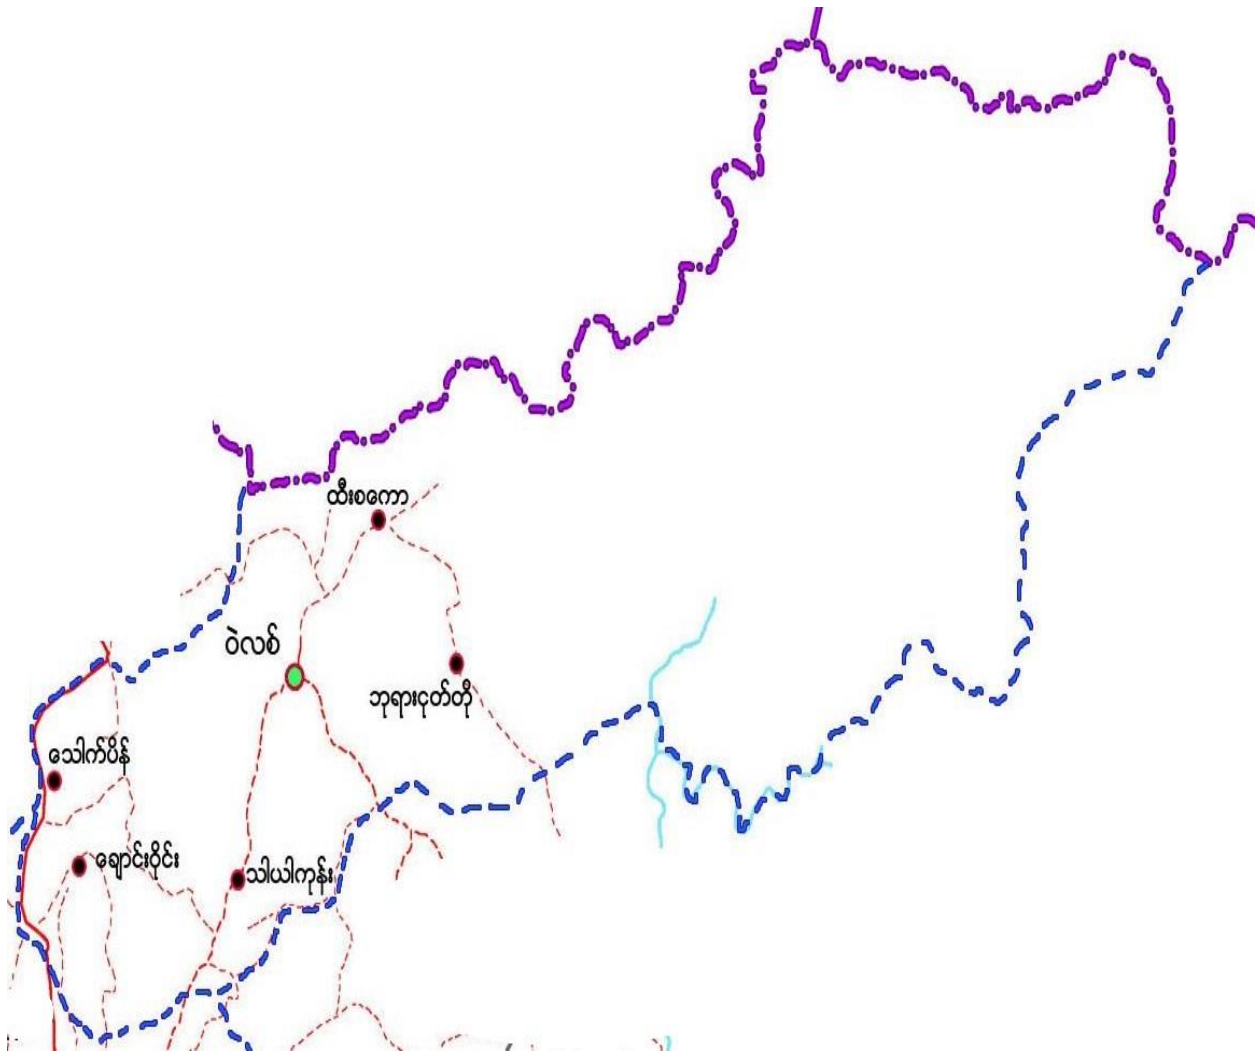 ထီးစကော
ဝဲလစ်
ဘုရားငုတ်တို
သေါက်ပိန်
ချောင်းဝိုင်း
သါယါကုန်း